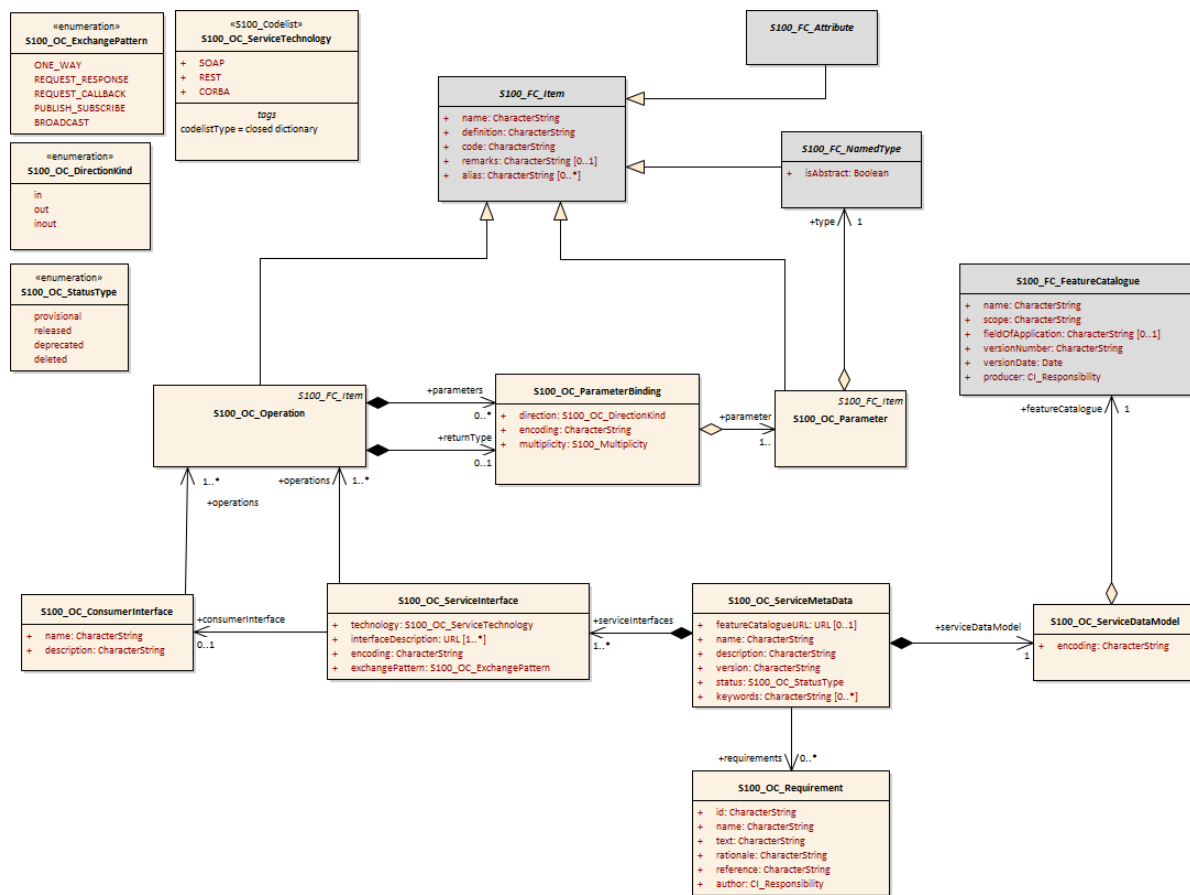 «enumeration»
S100_OC_ExchangePattern
ONE_WAY
REQUEST_RESPONSE
REQUEST_CALLBACK
PUBLISH_SUBSCRIBE
BROADCAST
«S100_Codelist»
S100_OC_ServiceTechnology
+ SOAP
+ REST
+ CORBA
tags
codelistType = closed dictionary
S100_FC_Attribute
S100_FC_Item
+ name: CharacterString
+ definition: CharacterString
+ code: CharacterString
+ remarks: CharacterString [0..1]
+ alias: CharacterString [0..*]
S100_FC_NamedType
+ isAbstract: Boolean
«enumeration»
S100_OC_DirectionKind
in
out
inout
+type
1
«enumeration»
S100_OC_StatusType
provisional
released
deprecated
deleted
S100_FC_FeatureCatalogue
+ name: CharacterString
+ scope: CharacterString
+ fieldOfApplication: CharacterString [0..1]
+ versionNumber: CharacterString
+ versionDate: Date
+ producer: CI_Responsibility
S100_FC_Item
S100_OC_Operation
+parameters
0..*
+returnType
0..1
S100_OC_ParameterBinding
+ direction: S100_OC_DirectionKind
+ encoding: CharacterString
+ multiplicity: S100_Multiplicity
+parameter
1..
S100_FC_Item
S100_OC_Parameter
+featureCatalogue
1
1..*
+operations
+operations
1..*
S100_OC_ConsumerInterface
+ name: CharacterString
+ description: CharacterString
+consumerInterface
0..1
S100_OC_ServiceInterface
+ technology: S100_OC_ServiceTechnology
+ interfaceDescription: URL [1..*]
+ encoding: CharacterString
+ exchangePattern: S100_OC_ExchangePattern
+serviceInterfaces
1..*
S100_OC_ServiceMetaData
+ featureCatalogueURL: URL [0..1]
+ name: CharacterString
+ description: CharacterString
+ version: CharacterString
+ status: S100_OC_StatusType
+ keywords: CharacterString [0..*]
+serviceDataModel
1
S100_OC_ServiceDataModel
+ encoding: CharacterString
+requirements
0..*
S100_OC_Requirement
+ id: CharacterString
+ name: CharacterString
+ text: CharacterString
+ rationale: CharacterString
+ reference: CharacterString
+ author: CI_Responsibility